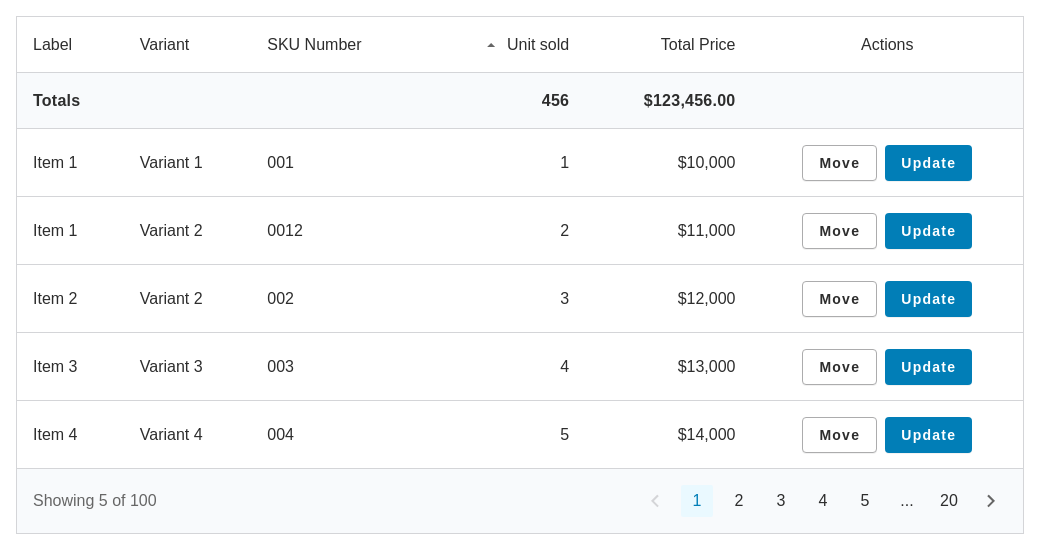 Label Variant SKU Number Unit sold Total Price Actions
Totals 456 $123,456.00
Item 1 Variant 1 001 1 $10,000 Move Update
Item 1 Variant 2 0012 2 $11,000 Move Update
Item 2 Variant 2 002 3 $12,000 Move Update
Item 3 Variant 3 003 4 $13,000 Move Update
Item 4 Variant 4 004 5 $14,000 Move Update
Showing 5 of 100 1 2 3 4 5 ... 20